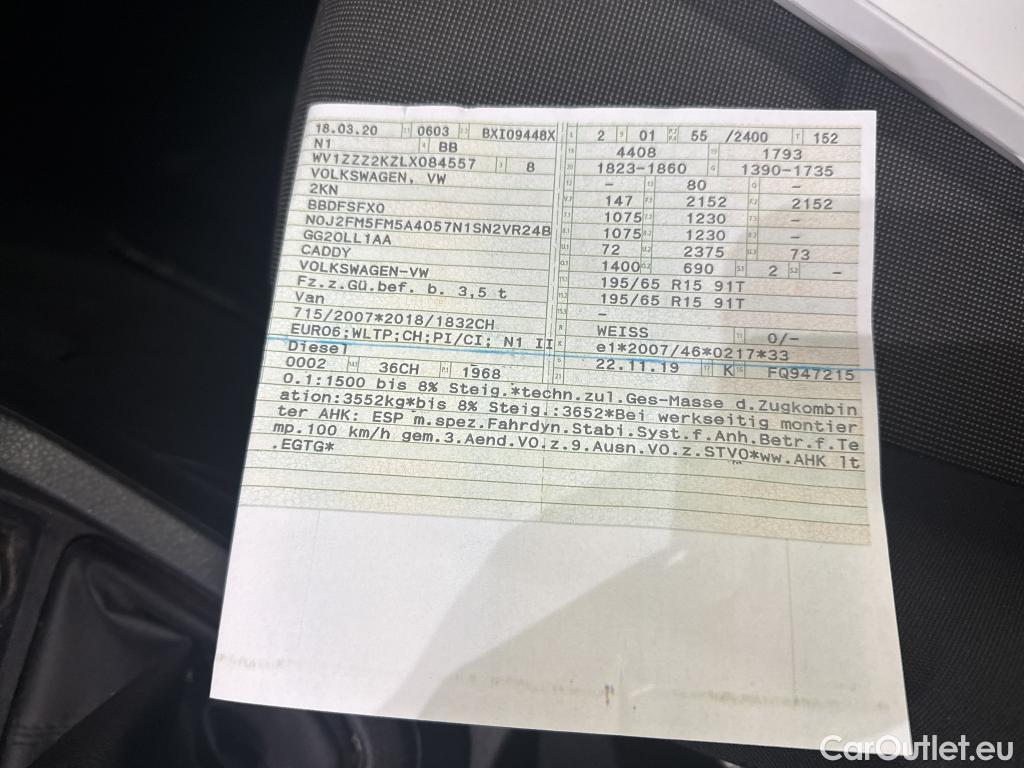 18.03.20 0603 BXI09448X
N1 BB
WV1ZZZ2KZLX084557 8
VOLKSWAGEN, VW
2KN
BBDFSFX0
N0J2FM5FM5A4057N1SN2VR24B
GG2OLL1AA
CADDY
VOLKSWAGEN-VW
Fz.z.Gü.bef. b. 3,5 t
Van
715/2007*2018/1832CH
EURO6;WLTP;CH;PI/CI; N1 II
Diesel
0002 36CH 1968
2 01 55 /2400 152
4408 1793
1823-1860 1390-1735
- 80 -
147 2152 2152
1075 1230 -
1075 1230 -
72 2375 73
1400 690 2 -
195/65 R15 91T
195/65 R15 91T
-
WEISS 0/-
e1*2007/46*0217*33
22.11.19 K FQ947215
O.1:1500 bis 8% Steig.*techn.zul.Ges-Masse d.Zugkombin
ation:3552kg*bis 8% Steig.:3652*Bei werkseitig montier
ter AHK: ESP m.spez.Fahrdyn.Stabi.Syst.f.Anh.Betr.f.Te
mp.100 km/h gem.3.Aend.VO.z.9.Ausn.VO.z.STVO*ww.AHK lt
.EGTG*
CarOutlet.eu